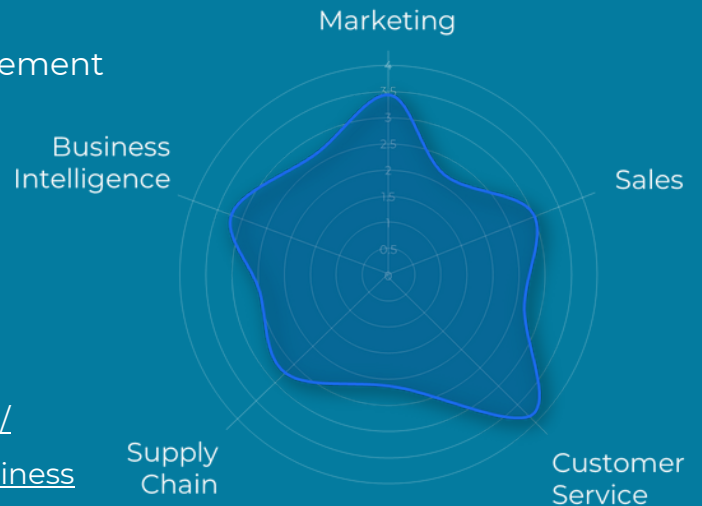 Marketing
ement
4
3.5
3
2.5
2
1.5
1
0.5
0
Business
Intelligence
Sales
/
iness
Supply
Chain
Customer
Service